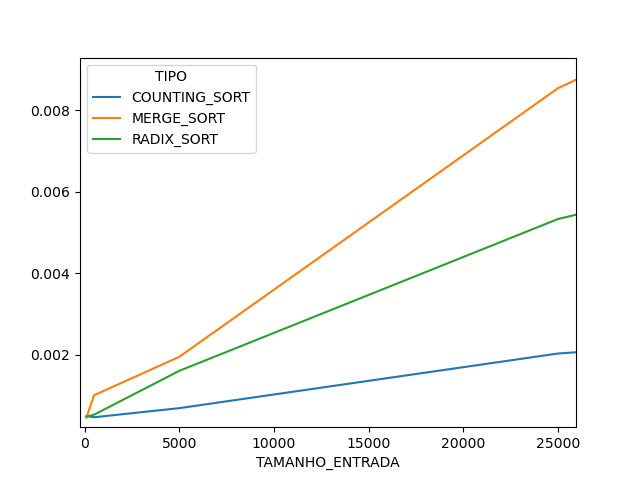 TIPO
COUNTING_SORT
MERGE_SORT
RADIX_SORT
0.008
0.006
0.004
0.002
0 5000 10000 15000 20000 25000
TAMANHO_ENTRADA